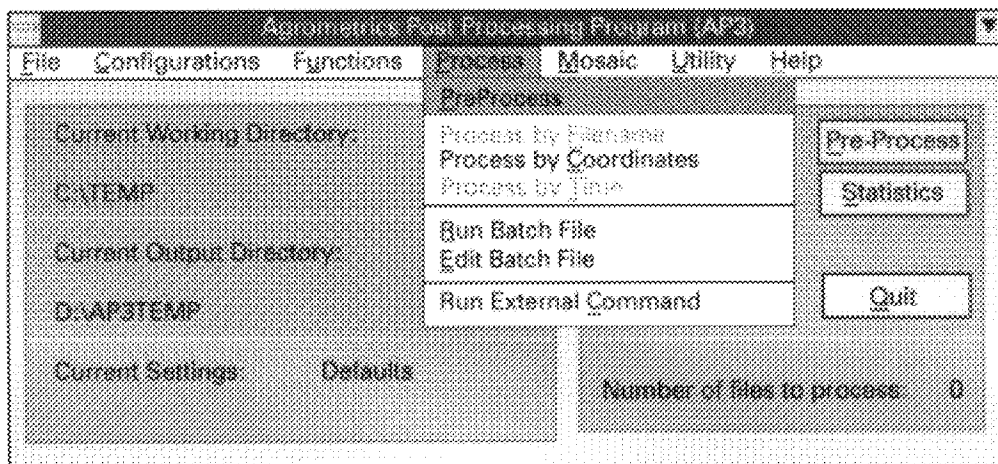 Agrometrics Post Processing Program (AP3)
File Configurations Functions Process Mosaic Utility Help
PreProcess
Process by Filename
Process by Coordinates
Process by Time
Run Batch File
Edit Batch File
Run External Command
Current Working Directory:
C:\TEMP
Current Output Directory:
D:\AP3TEMP
Current Settings: Defaults
Pre-Process
Statistics
Quit
Number of files to process: 0